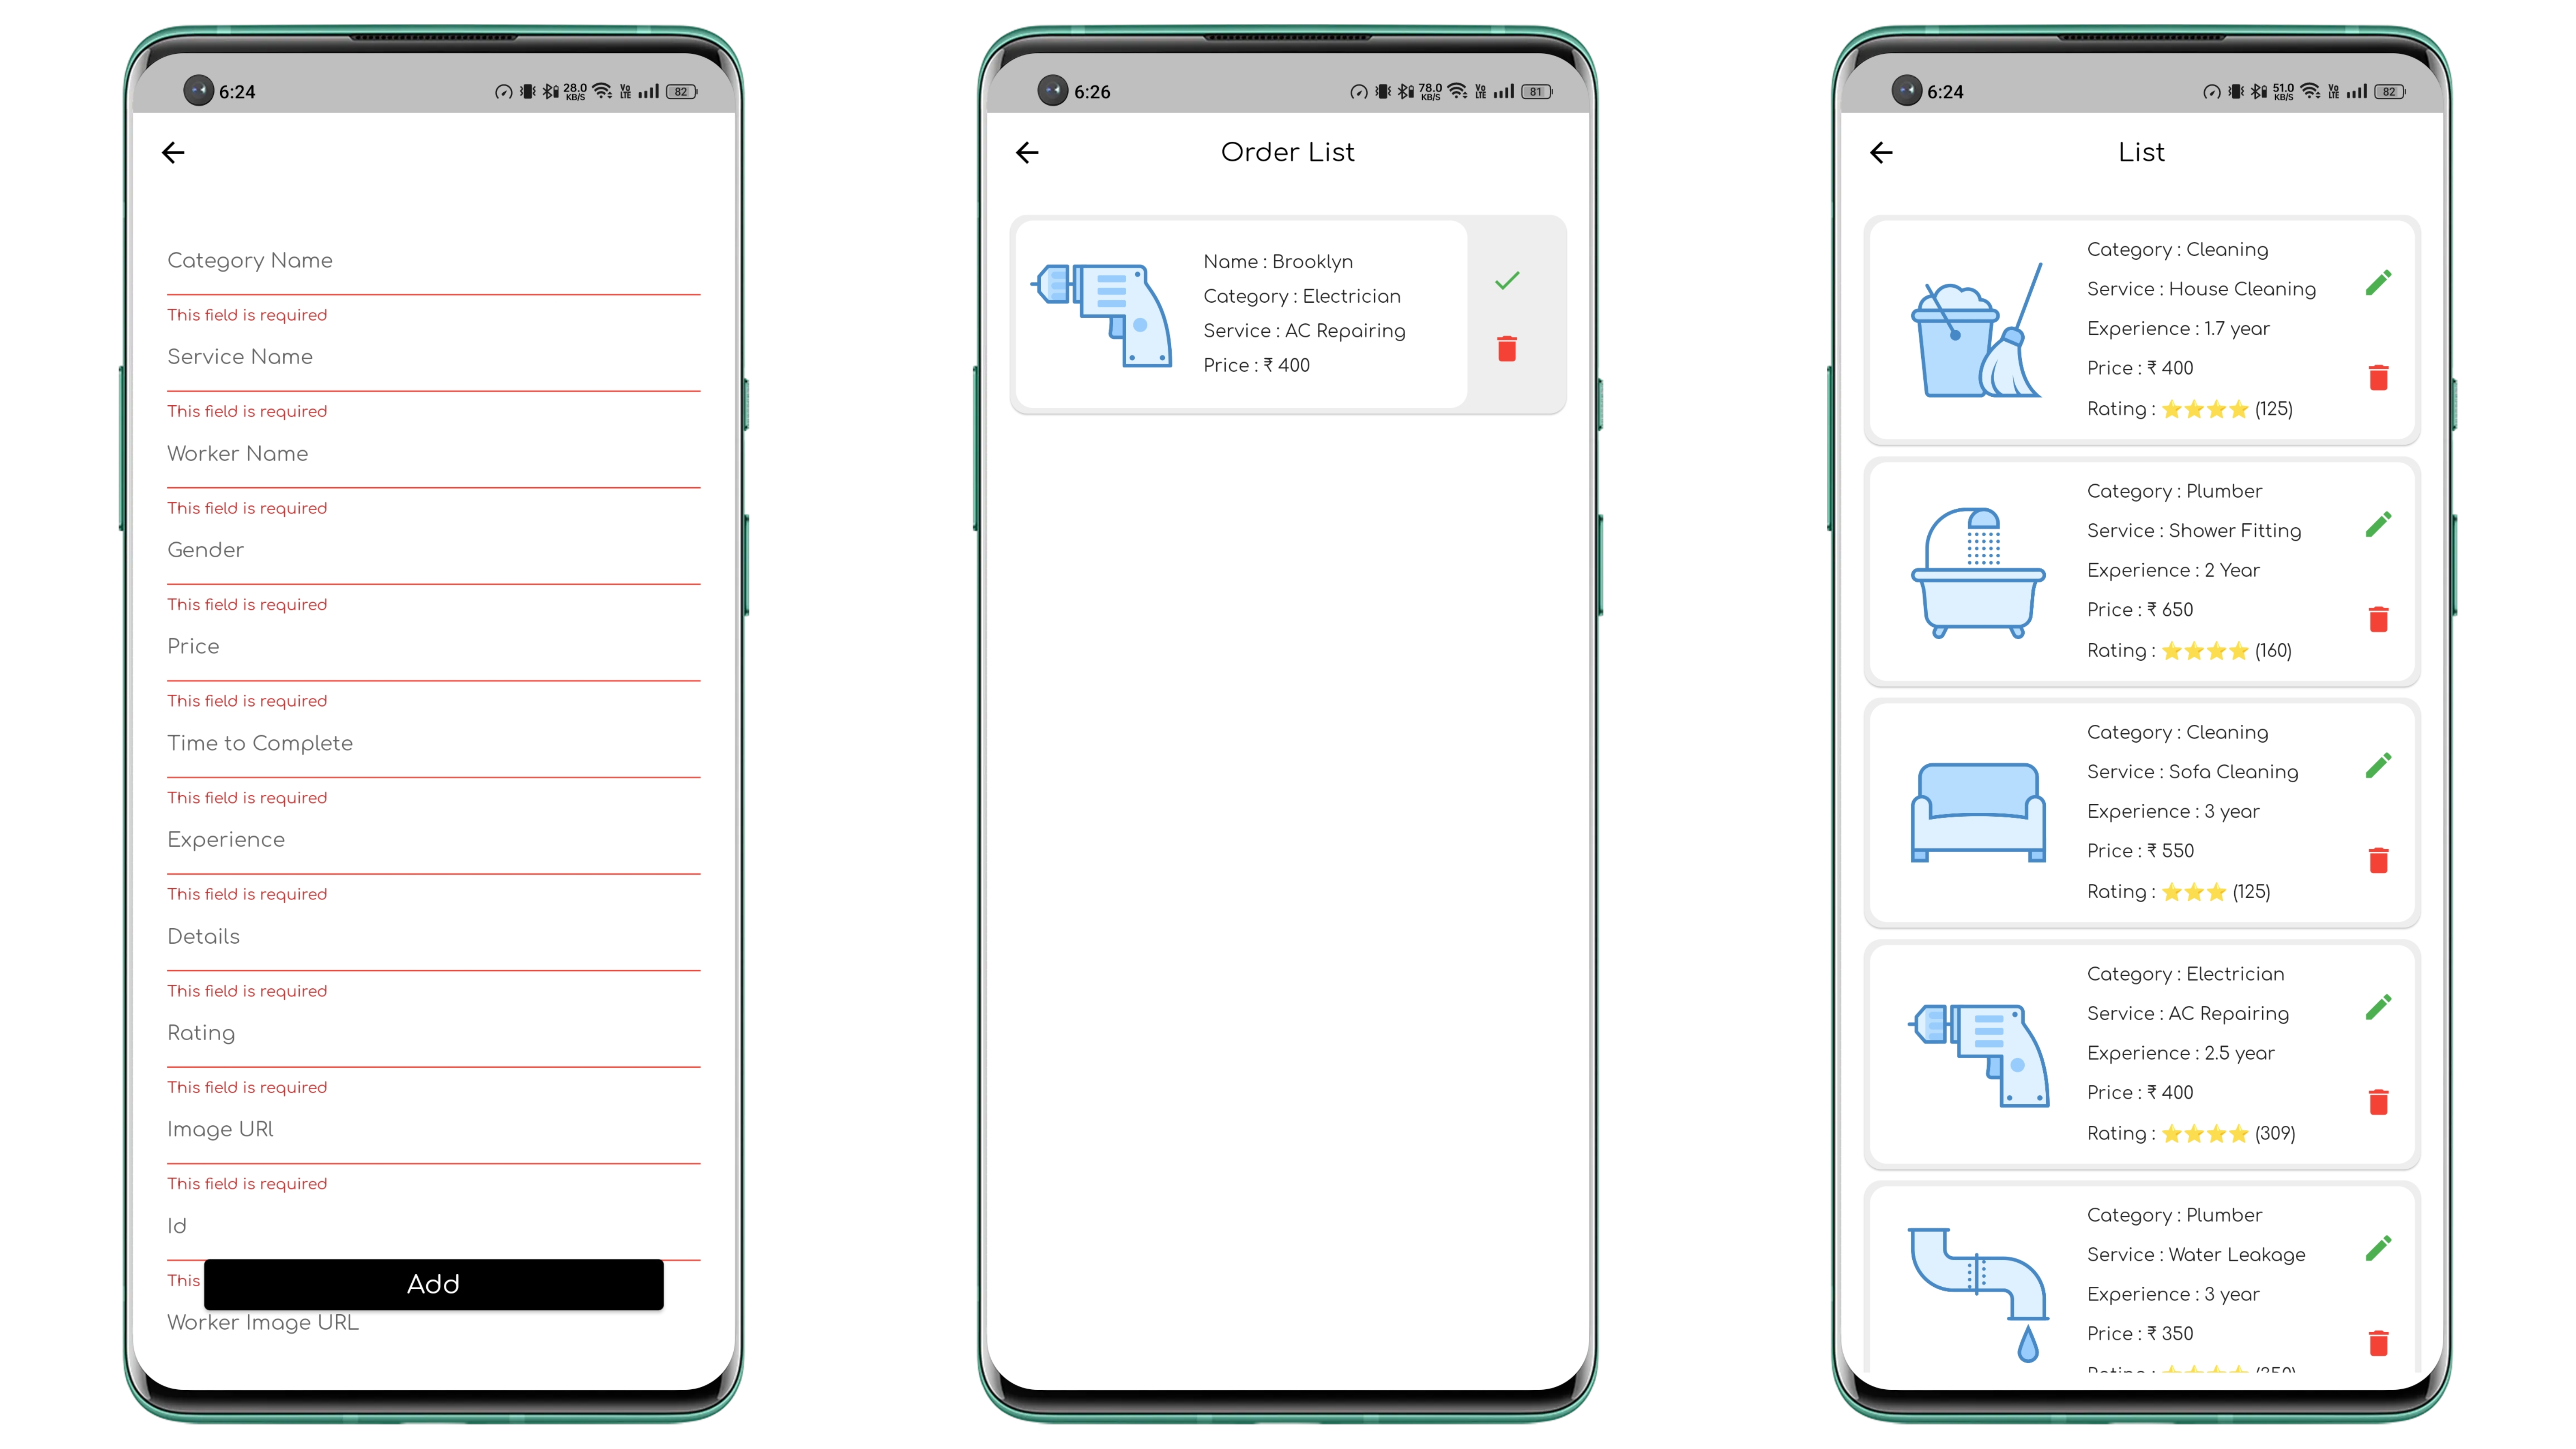 6:24
28.0
KB/S
Vo
LTE
82
Category Name
This field is required
Service Name
This field is required
Worker Name
This field is required
Gender
This field is required
Price
This field is required
Time to Complete
This field is required
Experience
This field is required
Details
This field is required
Rating
This field is required
Image URl
This field is required
Id
This
Add
Worker Image URL
6:26
78.0
KB/S
Vo
LTE
81
Order List
Name : Brooklyn
Category : Electrician
Service : AC Repairing
Price : ₹ 400
6:24
51.0
KB/S
Vo
LTE
82
List
Category : Cleaning
Service : House Cleaning
Experience : 1.7 year
Price : ₹ 400
Rating : ⭐⭐⭐⭐ (125)
Category : Plumber
Service : Shower Fitting
Experience : 2 Year
Price : ₹ 650
Rating : ⭐⭐⭐⭐ (160)
Category : Cleaning
Service : Sofa Cleaning
Experience : 3 year
Price : ₹ 550
Rating : ⭐⭐⭐ (125)
Category : Electrician
Service : AC Repairing
Experience : 2.5 year
Price : ₹ 400
Rating : ⭐⭐⭐⭐ (309)
Category : Plumber
Service : Water Leakage
Experience : 3 year
Price : ₹ 350